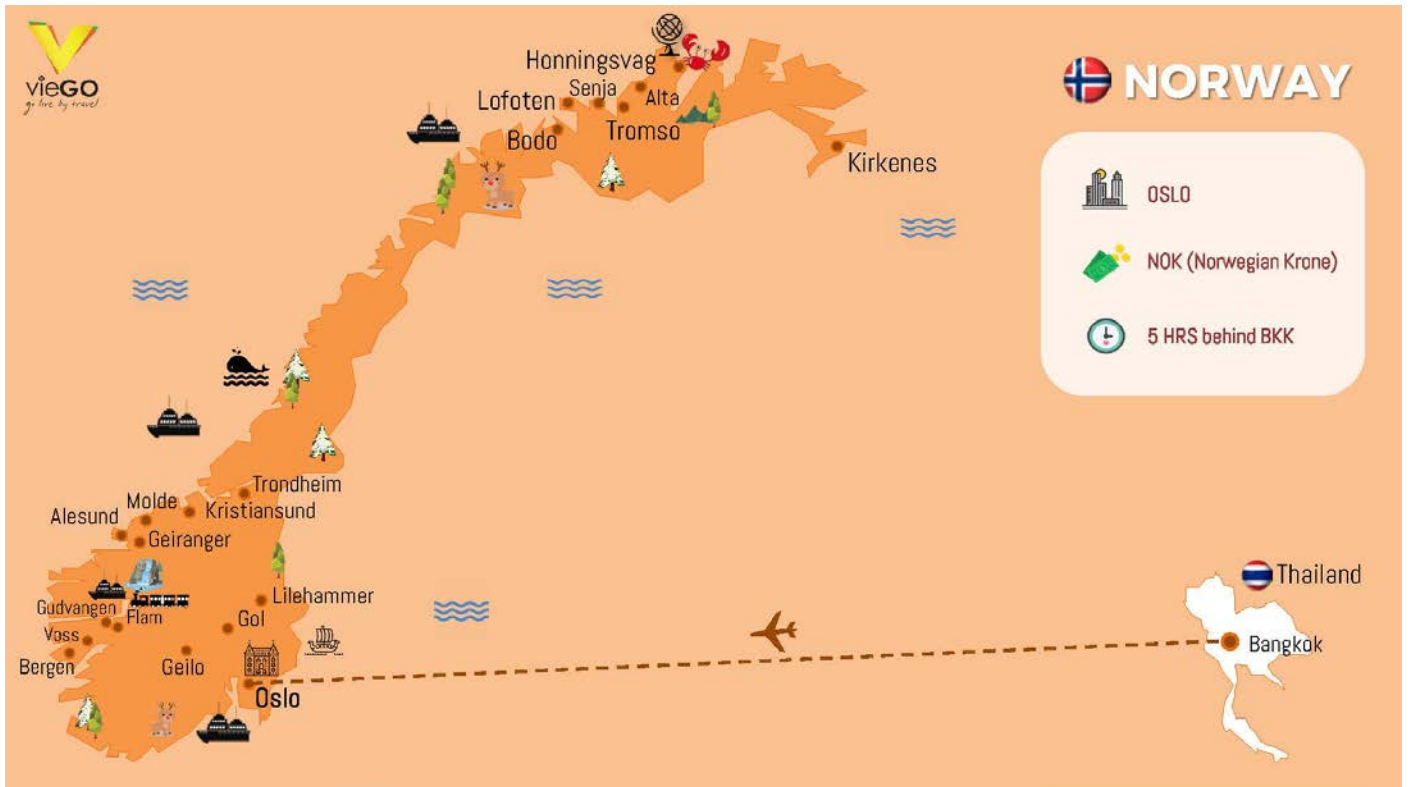 vieGO
go live by travel
NORWAY
OSLO
NOK (Norwegian Krone)
5 HRS behind BKK
Honningsvag
Senja
Lofoten
Alta
Bodo
Tromso
Kirkenes
Trondheim
Molde
Kristiansund
Alesund
Geiranger
Lilehammer
Gudvangen
Flam
Gol
Voss
Bergen
Geilo
Oslo
Thailand
Bangkok